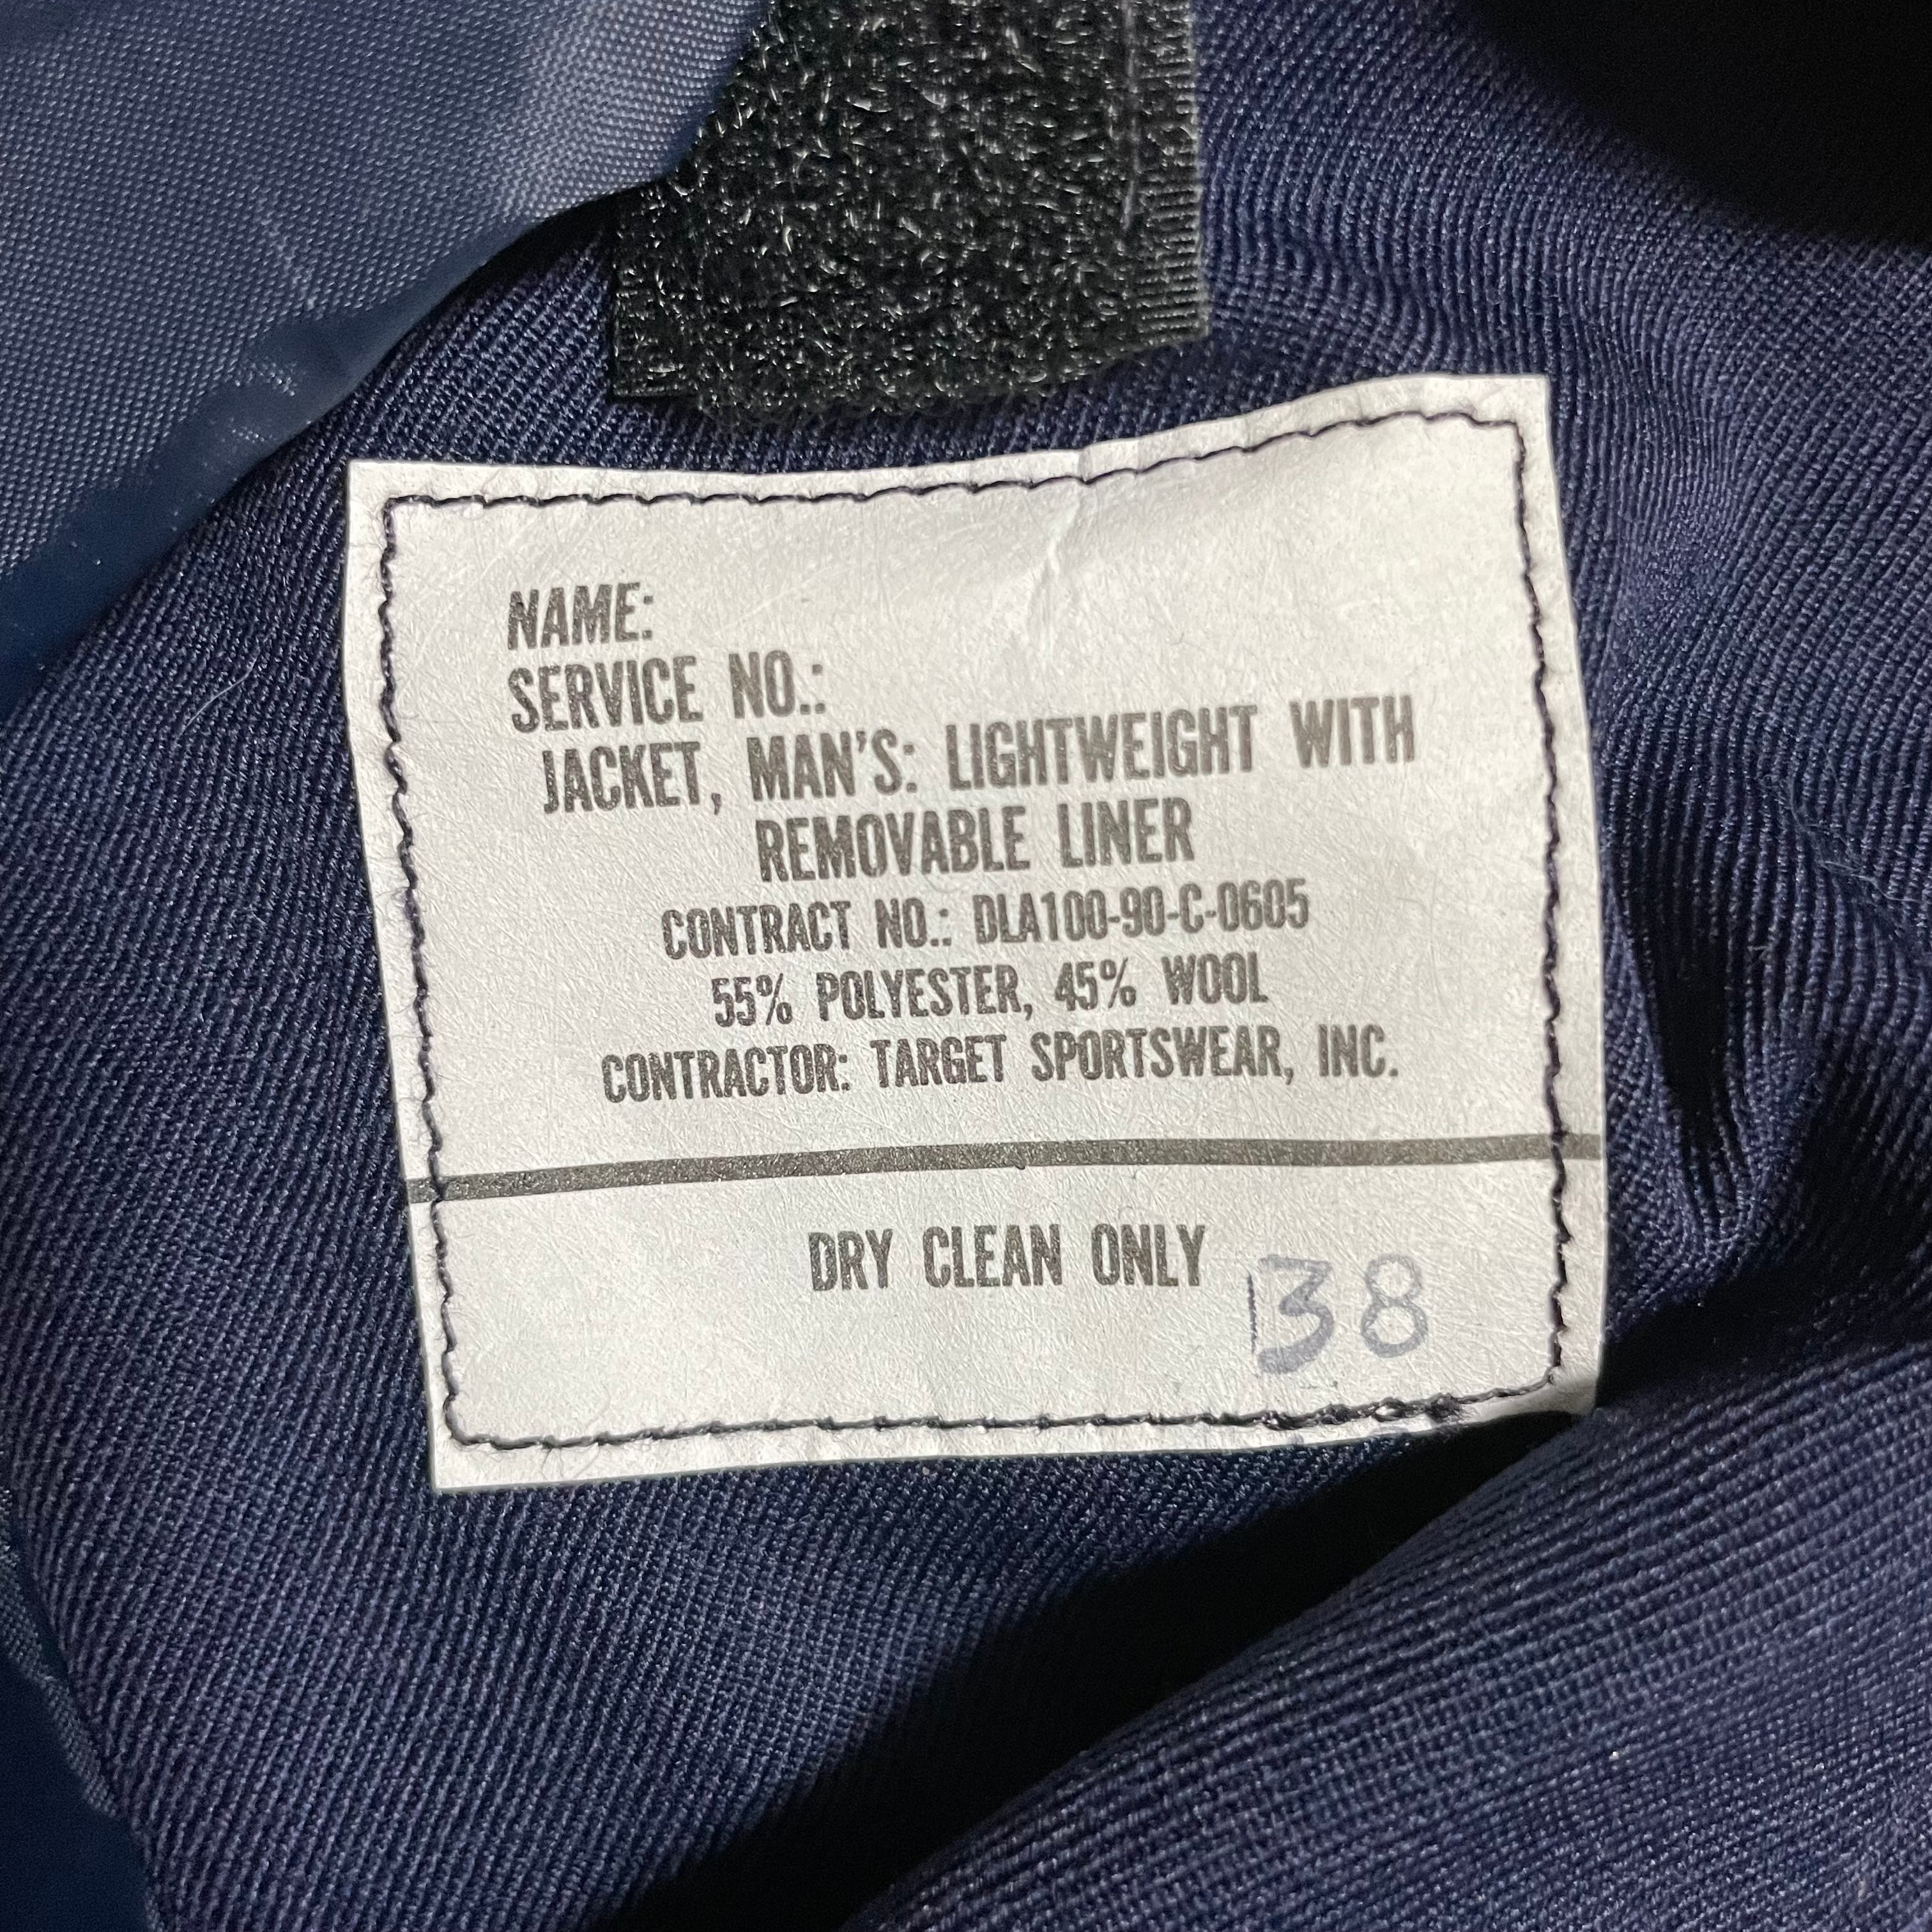 NAME:
SERVICE NO.:
JACKET, MAN'S: LIGHTWEIGHT WITH
REMOVABLE LINER
CONTRACT NO.: DLA100-90-C-0605
55% POLYESTER, 45% WOOL
CONTRACTOR: TARGET SPORTSWEAR, INC.
DRY CLEAN ONLY
38